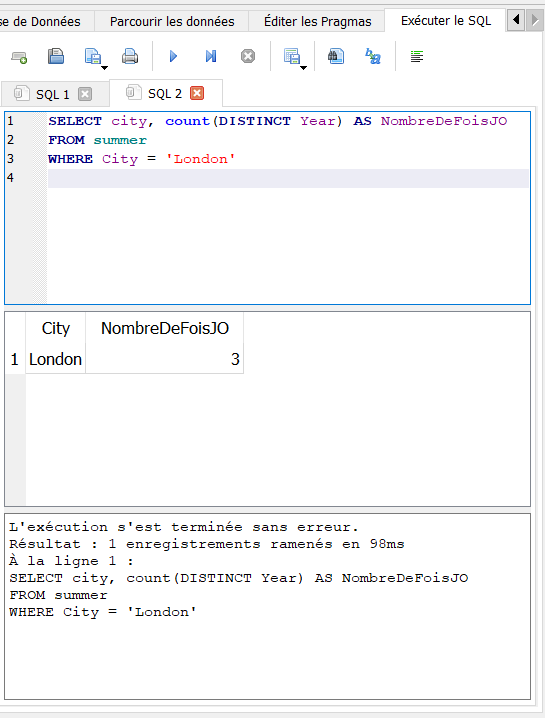 se de Données Parcourir les données Éditer les Pragmas Exécuter le SQL
SQL 1 SQL 2
1 SELECT city, count(DISTINCT Year) AS NombreDeFoisJO
2 FROM summer
3 WHERE City = 'London'
4
City NombreDeFoisJO
1 London 3
L'exécution s'est terminée sans erreur.
Résultat : 1 enregistrements ramenés en 98ms
À la ligne 1 :
SELECT city, count(DISTINCT Year) AS NombreDeFoisJO
FROM summer
WHERE City = 'London'